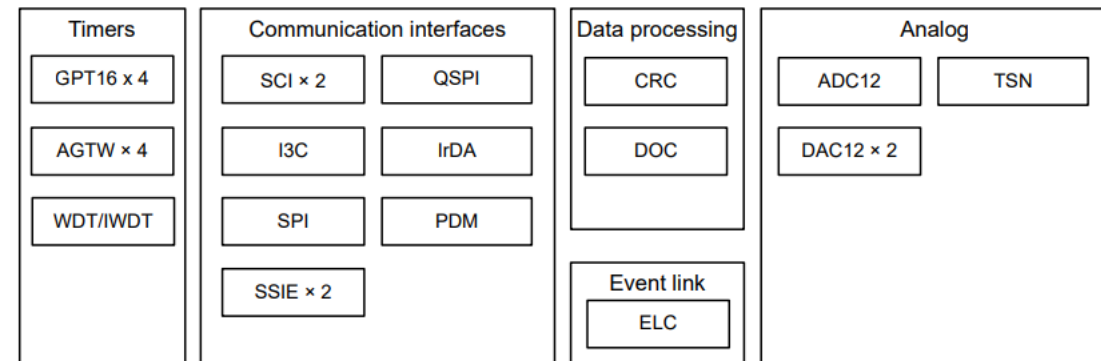 Timers
GPT16 x 4
AGTW × 4
WDT/IWDT
Communication interfaces
SCI × 2
QSPI
I3C
IrDA
SPI
PDM
SSIE × 2
Data processing
CRC
DOC
Event link
ELC
Analog
ADC12
TSN
DAC12 × 2